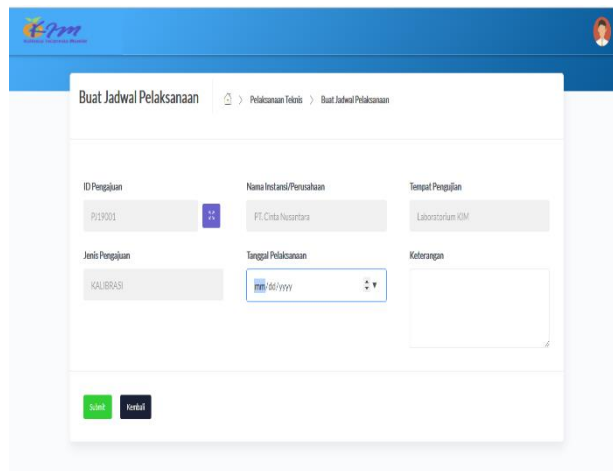 KIM
Buat Jadwal Pelaksanaan
Pelaksanaan Teknis > Buat Jadwal Pelaksanaan
ID Pengajuan
Nama Instansi/Perusahaan
Tempat Pengujian
PJ19001
PT. Cinta Nusantara
Laboratorium KIM
Jenis Pengajuan
Tanggal Pelaksanaan
Keterangan
KALIBRASI
mm/dd/yyyy
Submit
Kembali